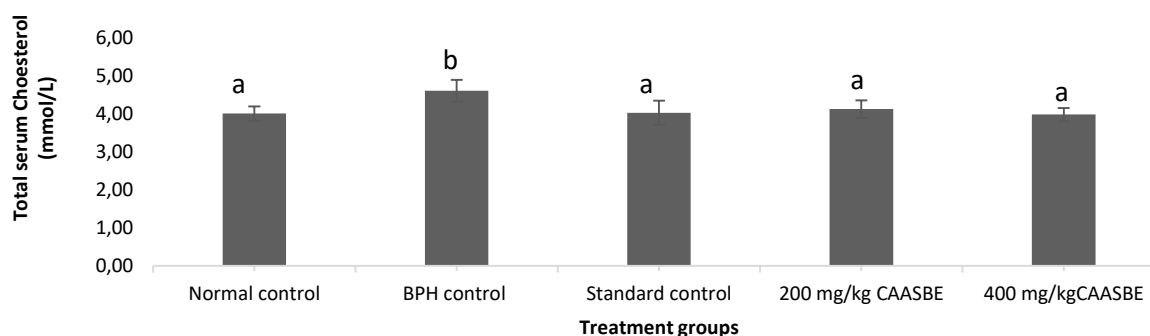 Total serum Choesterol
(mmol/L)
6,00
5,00
4,00
3,00
2,00
1,00
0,00
a
b
a
a
a
Normal control
BPH control
Standard control
200 mg/kg CAASBE
400 mg/kgCAASBE
Treatment groups